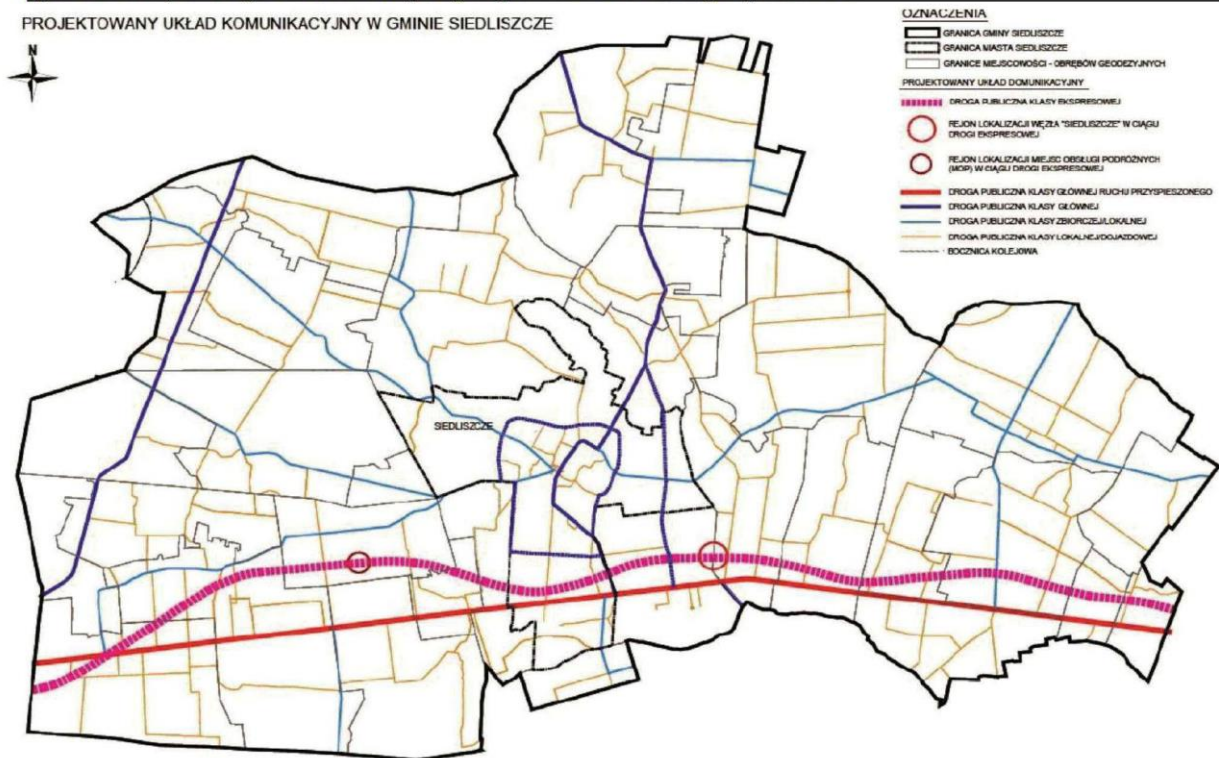 PROJEKTOWANY UKŁAD KOMUNIKACYJNY W GMINIE SIEDLISZCZE
N
SIEDLISZCZE
OZNACZENIA
GRANICA GMINY SIEDLISZCZE
GRANICA MIASTA SIEDLISZCZE
GRANICE MIEJSCOWOŚCI - OBRĘBÓW GEODEZYJNYCH
PROJEKTOWANY UKŁAD DOMUNIKACYJNY
DROGA PUBLICZNA KLASY EKSPRESOWEJ
REJON LOKALIZACJI WĘZŁA "SIEDLISZCZE" W CIĄGU
DROGI EKSPRESOWEJ
REJON LOKALIZACJI MIEJSC OBSŁUGI PODRÓŻNYCH
(MOP) W CIĄGU DROGI EKSPRESOWEJ
DROGA PUBLICZNA KLASY GŁÓWNEJ RUCHU PRZYSPIESZONEGO
DROGA PUBLICZNA KLASY GŁÓWNEJ
DROGA PUBLICZNA KLASY ZBIORCZEJ/LOKALNEJ
DROGA PUBLICZNA KLASY LOKALNEJ/DOJAZDOWEJ
BOCZNICA KOLEJOWA